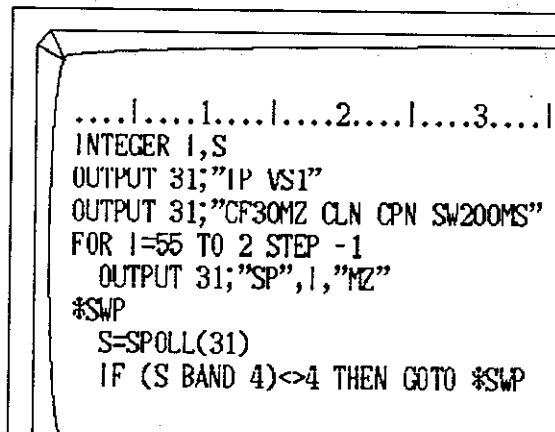 ....|....1....|....2....|....3....|
INTEGER I,S
OUTPUT 31;"IP VS1"
OUTPUT 31;"CF30MZ CLN CPN SW200MS"
FOR I=55 TO 2 STEP -1
  OUTPUT 31;"SP",I,"MZ"
*SWP
  S=SPOLL(31)
  IF (S BAND 4)<>4 THEN GOTO *SWP